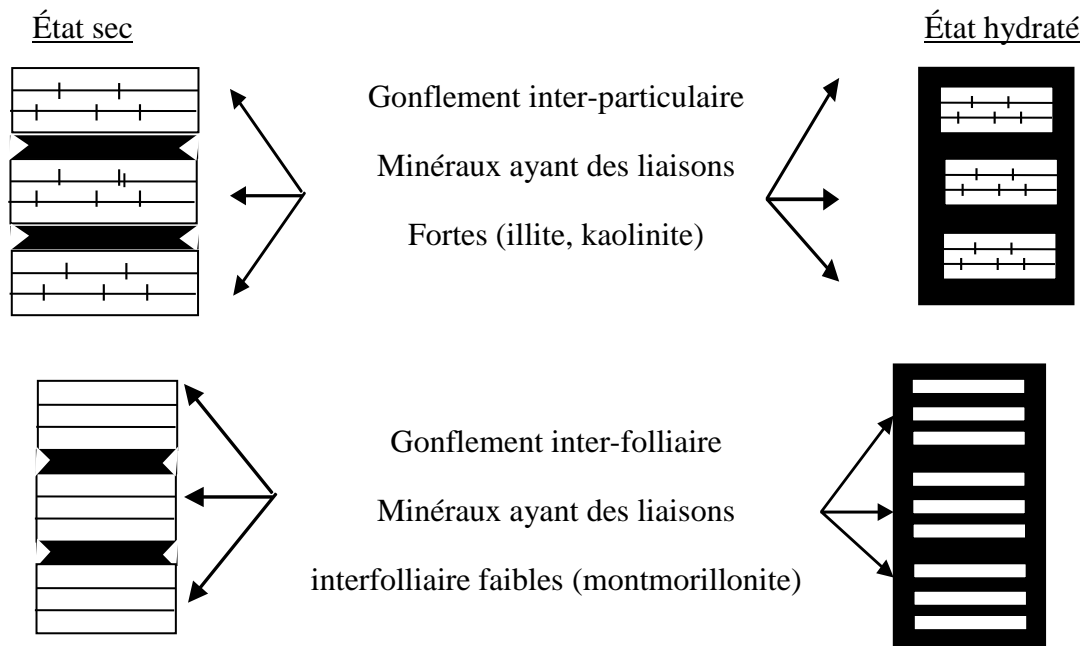 État sec
État hydraté
Gonflement inter-particulaire
Minéraux ayant des liaisons
Fortes (illite, kaolinite)
Gonflement inter-folliaire
Minéraux ayant des liaisons
interfolliaire faibles (montmorillonite)